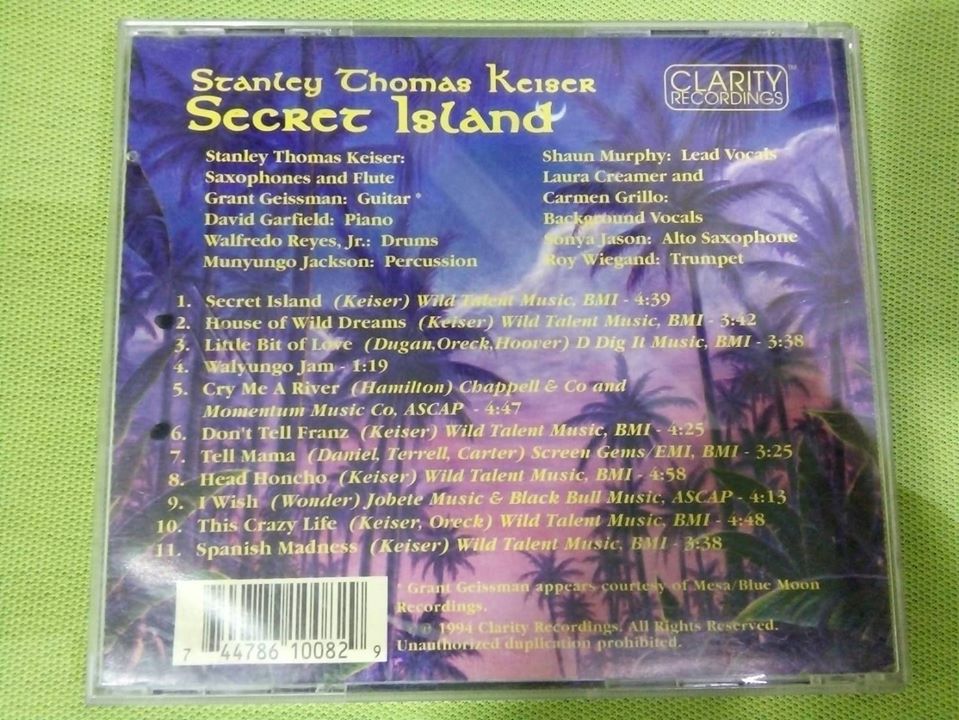 Stanley Thomas Keiser
Secret Island
CLARITY™
RECORDINGS
Stanley Thomas Keiser:
Saxophones and Flute
Grant Geissman: Guitar *
David Garfield: Piano
Walfredo Reyes, Jr.: Drums
Munyungo Jackson: Percussion
Shaun Murphy: Lead Vocals
Laura Creamer and
Carmen Grillo:
Background Vocals
Sonya Jason: Alto Saxophone
Roy Wiegand: Trumpet
1. Secret Island (Keiser) Wild Talent Music, BMI - 4:39
2. House of Wild Dreams (Keiser) Wild Talent Music, BMI - 3:42
3. Little Bit of Love (Dugan,Oreck,Hoover) D Dig It Music, BMI - 3:38
4. Walyungo Jam - 1:19
5. Cry Me A River (Hamilton) Chappell & Co and
Momentum Music Co, ASCAP - 4:47
6. Don't Tell Franz (Keiser) Wild Talent Music, BMI - 4:25
7. Tell Mama (Daniel, Terrell, Carter) Screen Gems/EMI, BMI - 3:25
8. Head Honcho (Keiser) Wild Talent Music, BMI - 4:58
9. I Wish (Wonder) Jobete Music & Black Bull Music, ASCAP - 4:13
10. This Crazy Life (Keiser, Oreck) Wild Talent Music, BMI - 4:48
11. Spanish Madness (Keiser) Wild Talent Music, BMI - 3:38
* Grant Geissman appears courtesy of Mesa/Blue Moon
Recordings.
℗ © 1994 Clarity Recordings. All Rights Reserved.
Unauthorized duplication prohibited.
7 44786 10082 9